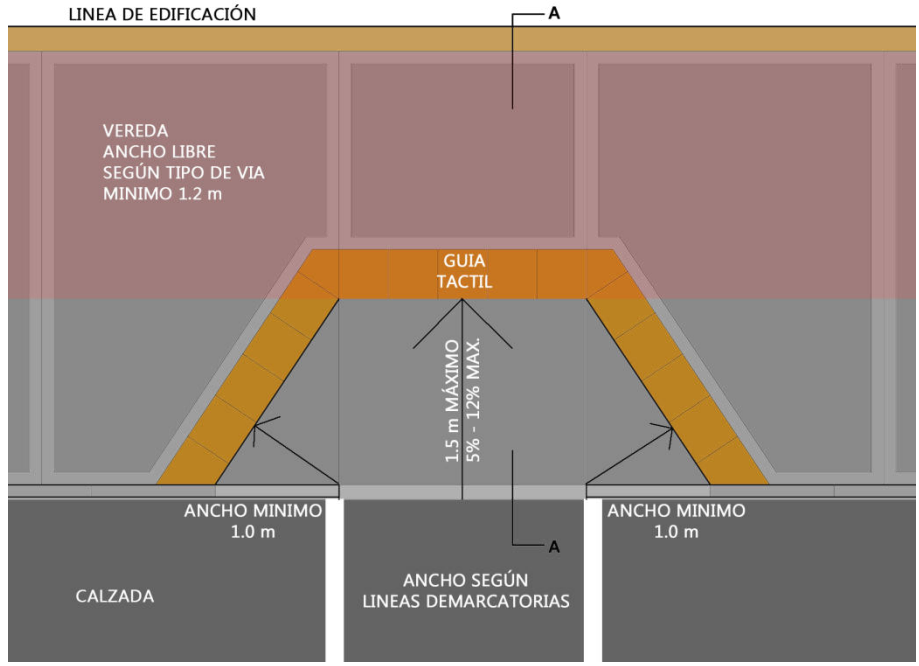 LINEA DE EDIFICACIÓN
A
VEREDA
ANCHO LIBRE
SEGÚN TIPO DE VIA
MINIMO 1.2 m
GUIA
TACTIL
1.5 m MÁXIMO
5% - 12% MAX.
ANCHO MINIMO
1.0 m
ANCHO MINIMO
1.0 m
A
CALZADA
ANCHO SEGÚN
LINEAS DEMARCATORIAS